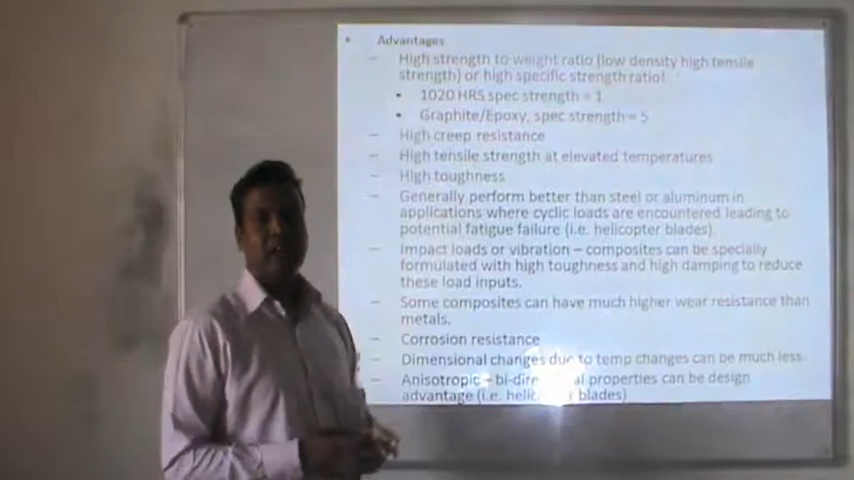 • Advantages
– High strength to weight ratio (low density high tensile
strength) or high specific strength ratio!
• 1020 HRS spec strength = 1
• Graphite/Epoxy, spec strength = 5
– High creep resistance
– High tensile strength at elevated temperatures
– High toughness
– Generally perform better than steel or aluminum in
applications where cyclic loads are encountered leading to
potential fatigue failure (i.e. helicopter blades).
– Impact loads or vibration – composites can be specially
formulated with high toughness and high damping to reduce
these load inputs.
– Some composites can have much higher wear resistance than
metals.
– Corrosion resistance
– Dimensional changes due to temp changes can be much less.
– Anisotropic – properties can be design
advantage (i.e. blades)